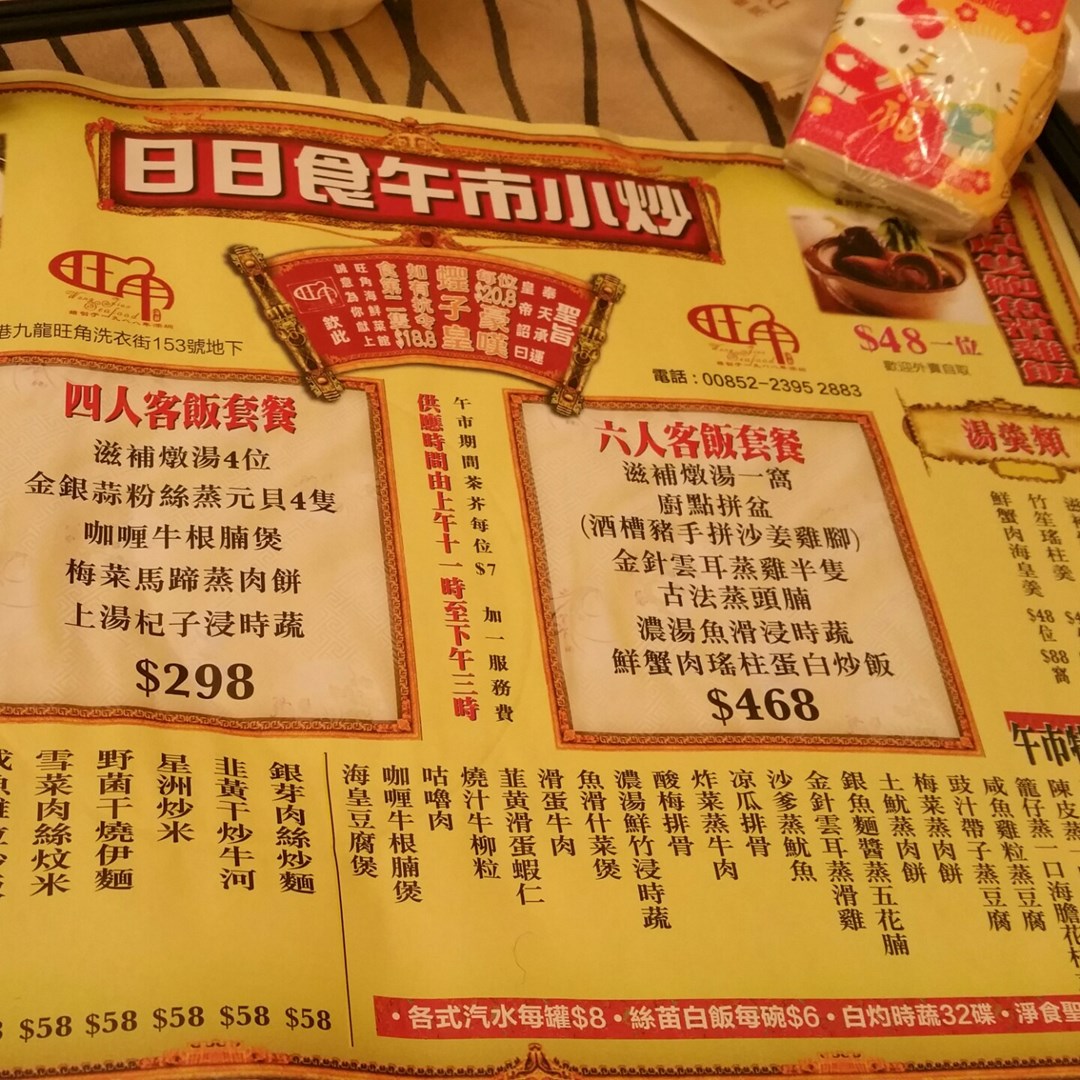 日日食午市小炒
旺角
港九龍旺角洗衣街153號地下
聖旨
奉天承運
皇帝詔曰
每位$20.8
蟶子皇
豪嘆
如有
食
$18.8
旺角海鮮菜館
誠意為你獻上
欽此
旺角
電話:00852-2395 2883
$48一位
歡迎外賣自取
四人客飯套餐
滋補燉湯4位
金銀蒜粉絲蒸元貝4隻
咖喱牛根腩煲
梅菜馬蹄蒸肉餅
上湯杞子浸時蔬
$298
午市期間茶芥每位$7 加一服務費
供應時間由上午十一時至下午三時
六人客飯套餐
滋補燉湯一窩
廚點拼盆
(酒槽豬手拼沙姜雞腳)
金針雲耳蒸雞半隻
古法蒸頭腩
濃湯魚滑浸時蔬
鮮蟹肉瑤柱蛋白炒飯
$468
湯羹類
竹笙瑤柱羹
鮮蟹肉海皇羹
$48位
$88窩
午市
陳皮蒸
籠仔蒸一口海膽花枝
咸魚雞粒蒸豆腐
豉汁帶子蒸豆腐
梅菜蒸肉餅
土魷蒸肉餅
銀魚麵醬蒸五花腩
金針雲耳蒸滑雞
沙爹蒸魷魚
凉瓜排骨
炸菜蒸牛肉
酸梅排骨
濃湯鮮竹浸時蔬
魚滑什菜煲
滑蛋牛肉
韮黃滑蛋蝦仁
燒汁牛柳粒
咕嚕肉
咖喱牛根腩煲
海皇豆腐煲
銀芽肉絲炒麵 $58
韭黃干炒牛河 $58
星洲炒米 $58
野菌干燒伊麵 $58
雪菜肉絲炆米 $58
·各式汽水每罐$8·絲苗白飯每碗$6·白灼時蔬32碟·淨食聖
福